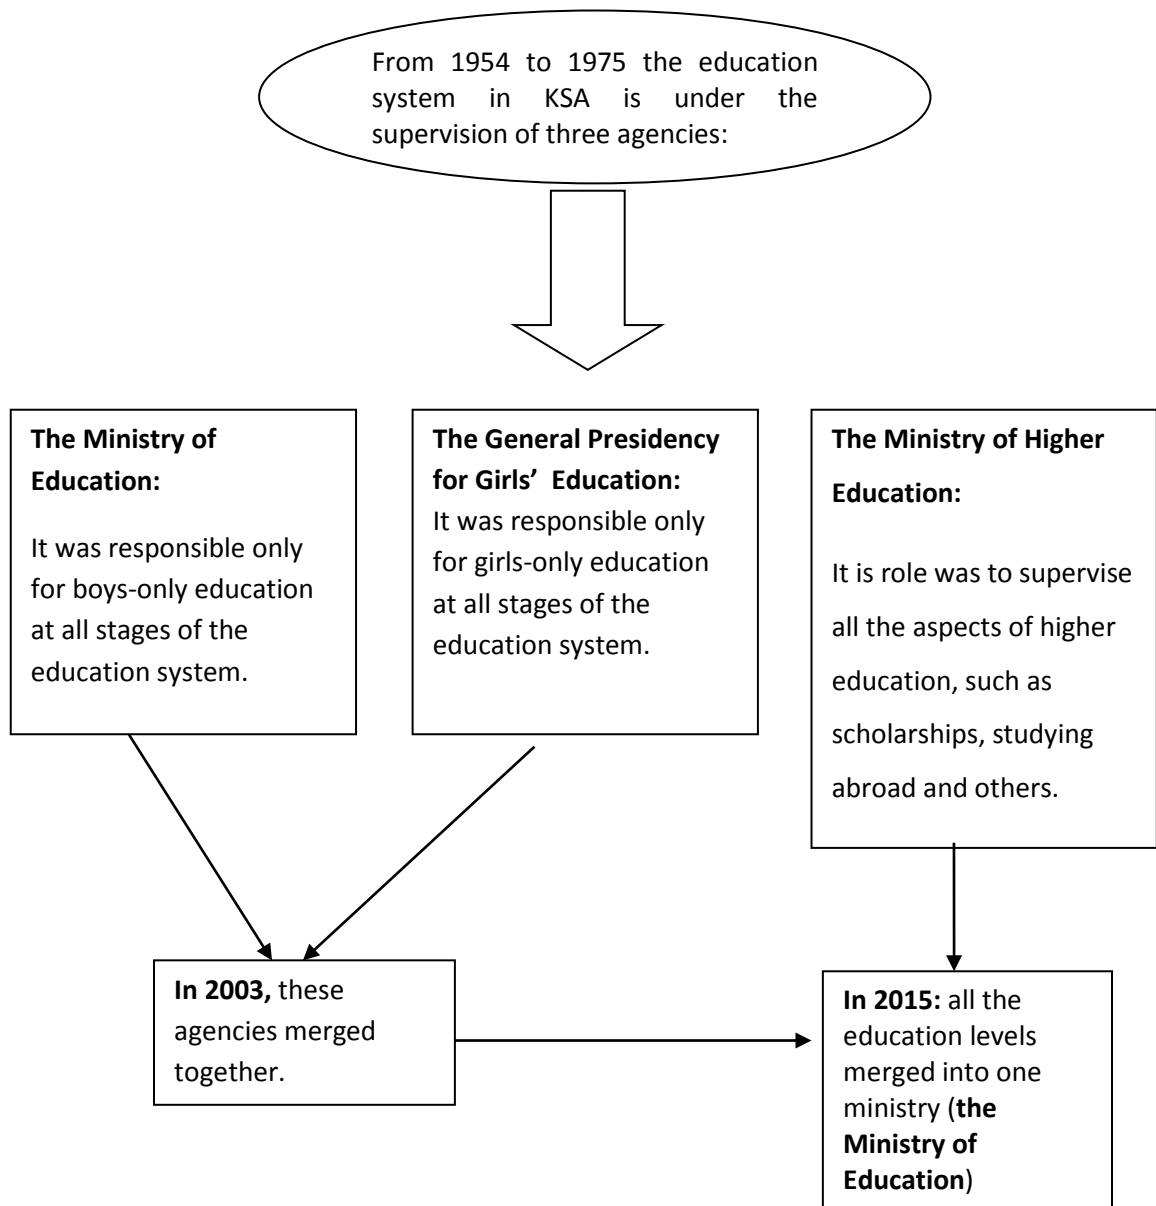 From 1954 to 1975 the education
system in KSA is under the
supervision of three agencies:
The Ministry of
Education:
It was responsible only
for boys-only education
at all stages of the
education system.
The General Presidency
for Girls’ Education:
It was responsible only
for girls-only education
at all stages of the
education system.
The Ministry of Higher
Education:
It is role was to supervise
all the aspects of higher
education, such as
scholarships, studying
abroad and others.
In 2003, these
agencies merged
together.
In 2015: all the
education levels
merged into one
ministry (the
Ministry of
Education)